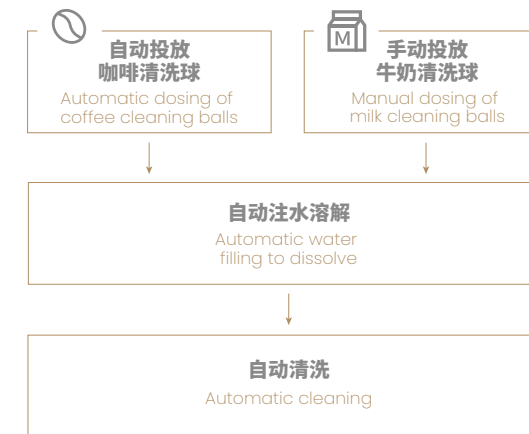 自动投放
咖啡清洗球
Automatic dosing of
coffee cleaning balls
M
手动投放
牛奶清洗球
Manual dosing of
milk cleaning balls
自动注水溶解
Automatic water
filling to dissolve
自动清洗
Automatic cleaning